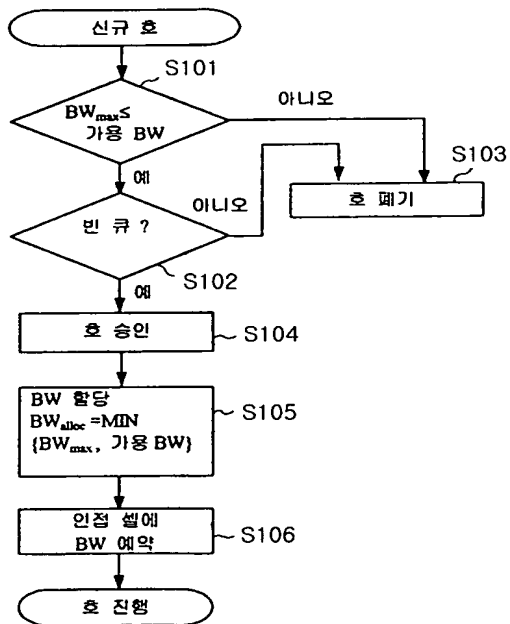 신규 호
S101
BWmax≤
가용 BW
아니오
예
S103
호 폐기
빈 큐 ?
아니오
S102
예
호 승인
S104
BW 할당
BWalloc =MIN
{BWmax, 가용 BW}
S105
인접 셀에
BW 예약
S106
호 진행